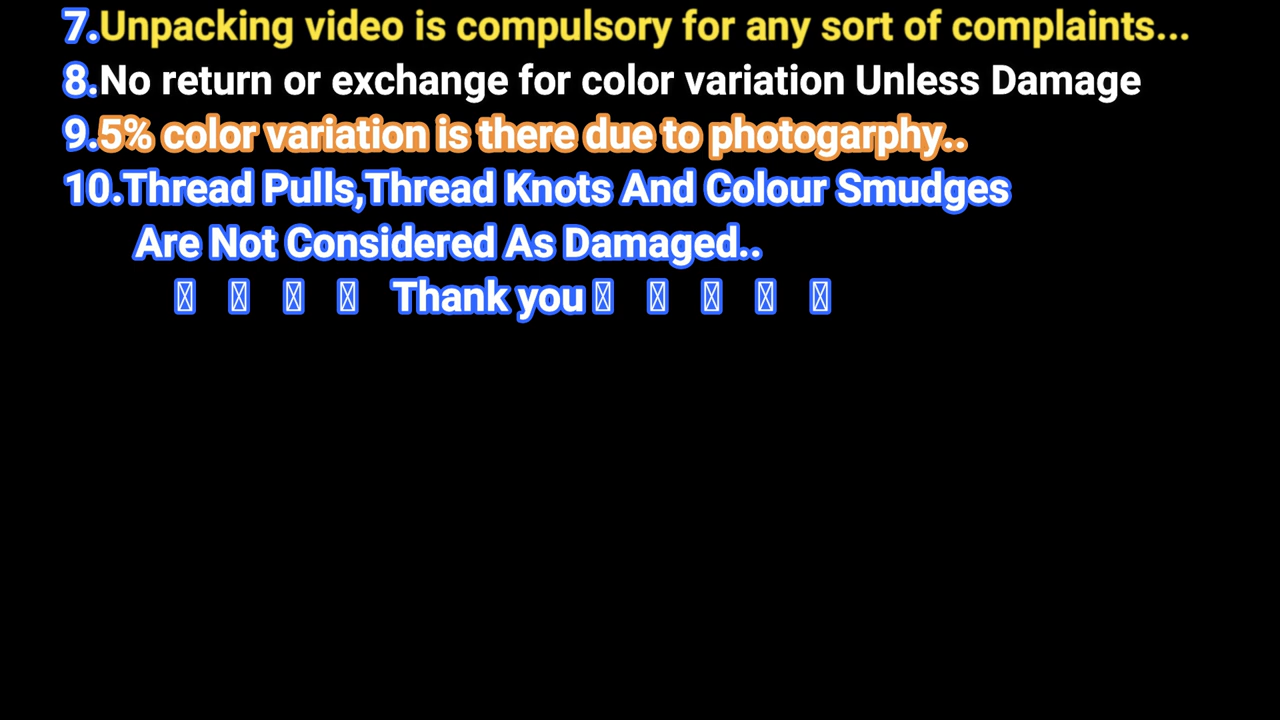 7.Unpacking video is compulsory for any sort of complaints...
8.No return or exchange for color variation Unless Damage
9.5% color variation is there due to photogarphy..
10.Thread Pulls,Thread Knots And Colour Smudges
Are Not Considered As Damaged..
Thank you